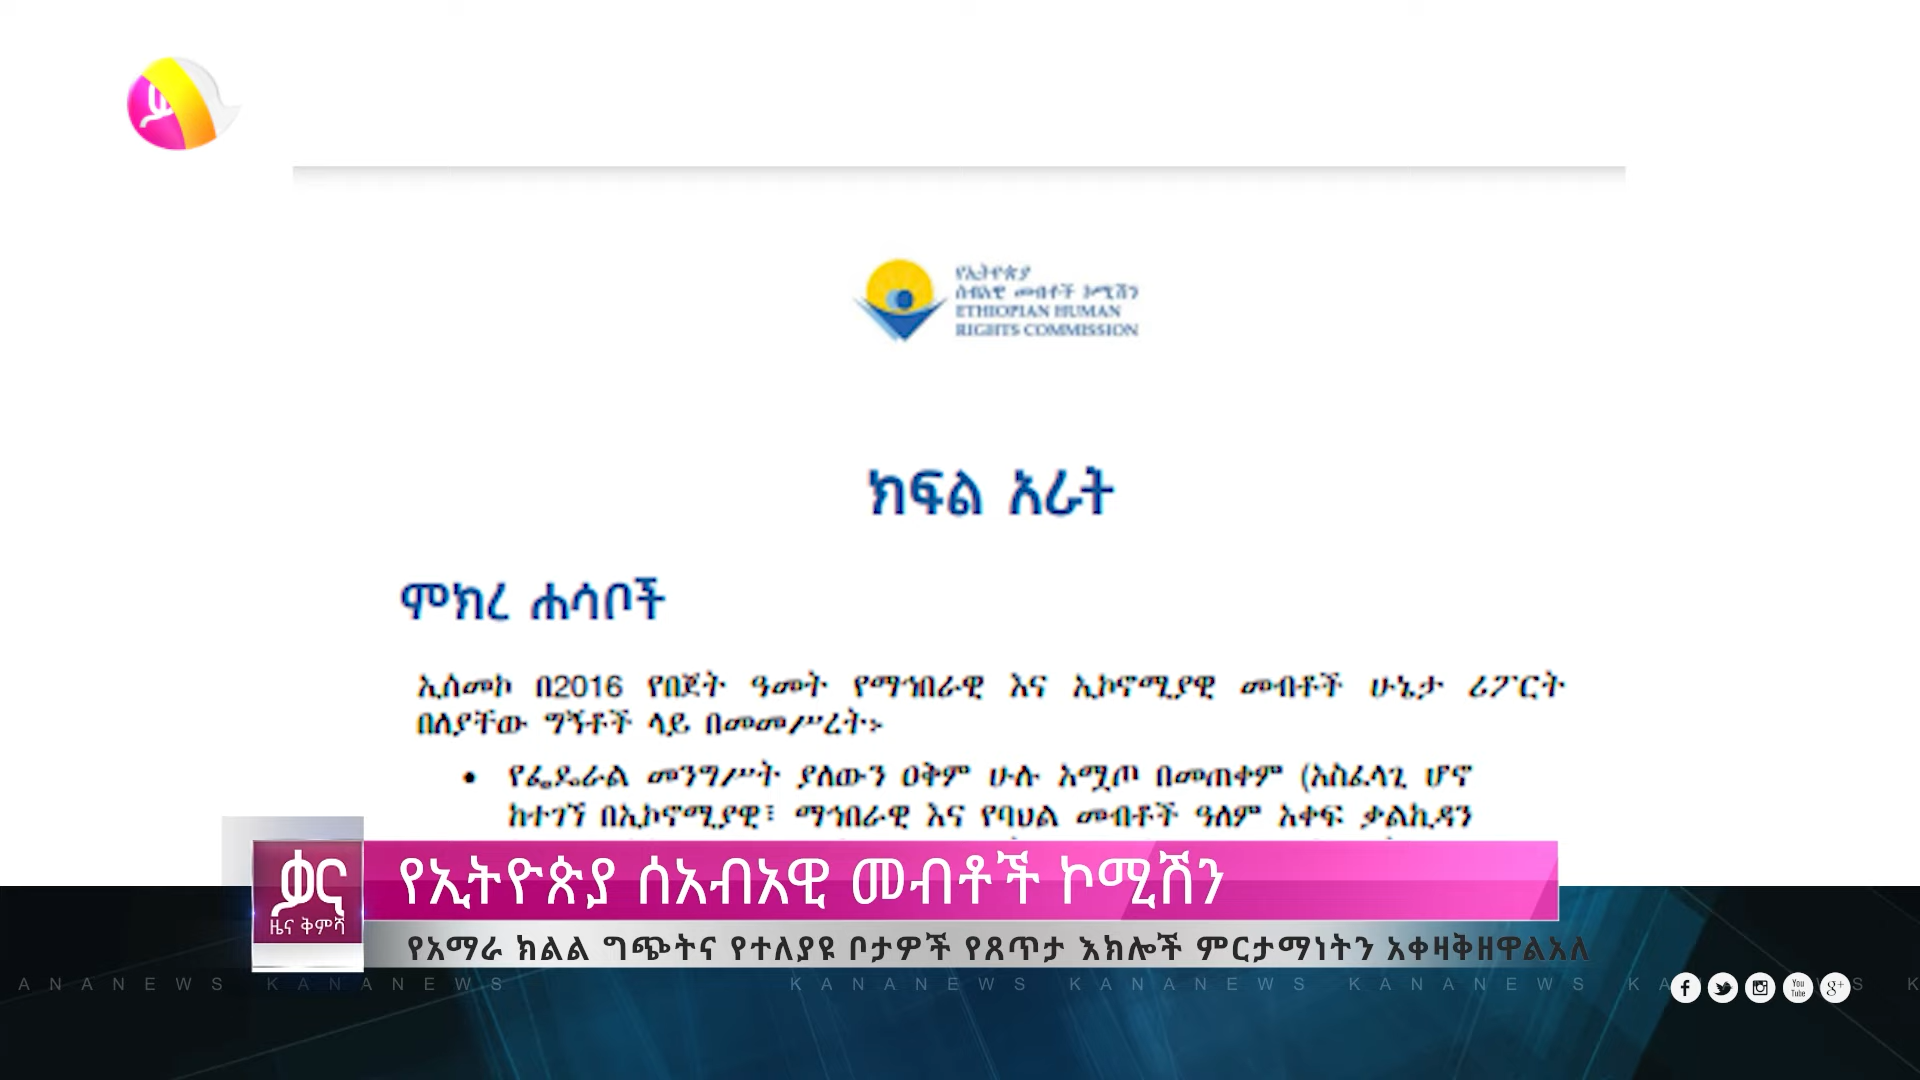 የኢትዮጵያ
ሰብአዊ መብቶች ኮሚሽን
ETHIOPIAN HUMAN
RIGHTS COMMISSION
ክፍል አራት
ምክረ ሐሳቦች
ኢሰመኮ በ2016 የበጀት ዓመት የማኅበራዊ እና ኢኮኖሚያዊ መብቶች ሁኔታ ሪፖርት
በለያቸው ግኝቶች ላይ በመመሥረት፦
• የፌዴራል መንግሥት ያለውን ዐቅም ሁሉ አሟጦ በመጠቀም (አስፈላጊ ሆኖ
ከተገኘ በኢኮኖሚያዊ፣ ማኅበራዊ እና የባህል መብቶች ዓለም አቀፍ ቃልኪዳን
ቃና
ዜና ቅምሻ
የኢትዮጵያ ሰአብአዊ መብቶች ኮሚሽን
የአማራ ክልል ግጭትና የተለያዩ ቦታዎች የጸጥታ እክሎች ምርታማነትን አቀዛቅዘዋልአለ
ANANEWS KANANEWS KANANEWS KANANEWS KANANEWS KANANEWS K
You Tube
g+